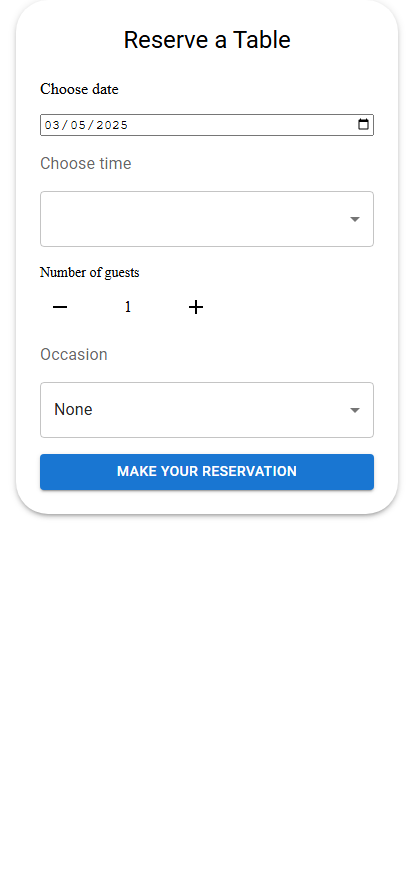 Reserve a Table
Choose date
03/05/2025
Choose time
Number of guests
1
Occasion
None
MAKE YOUR RESERVATION